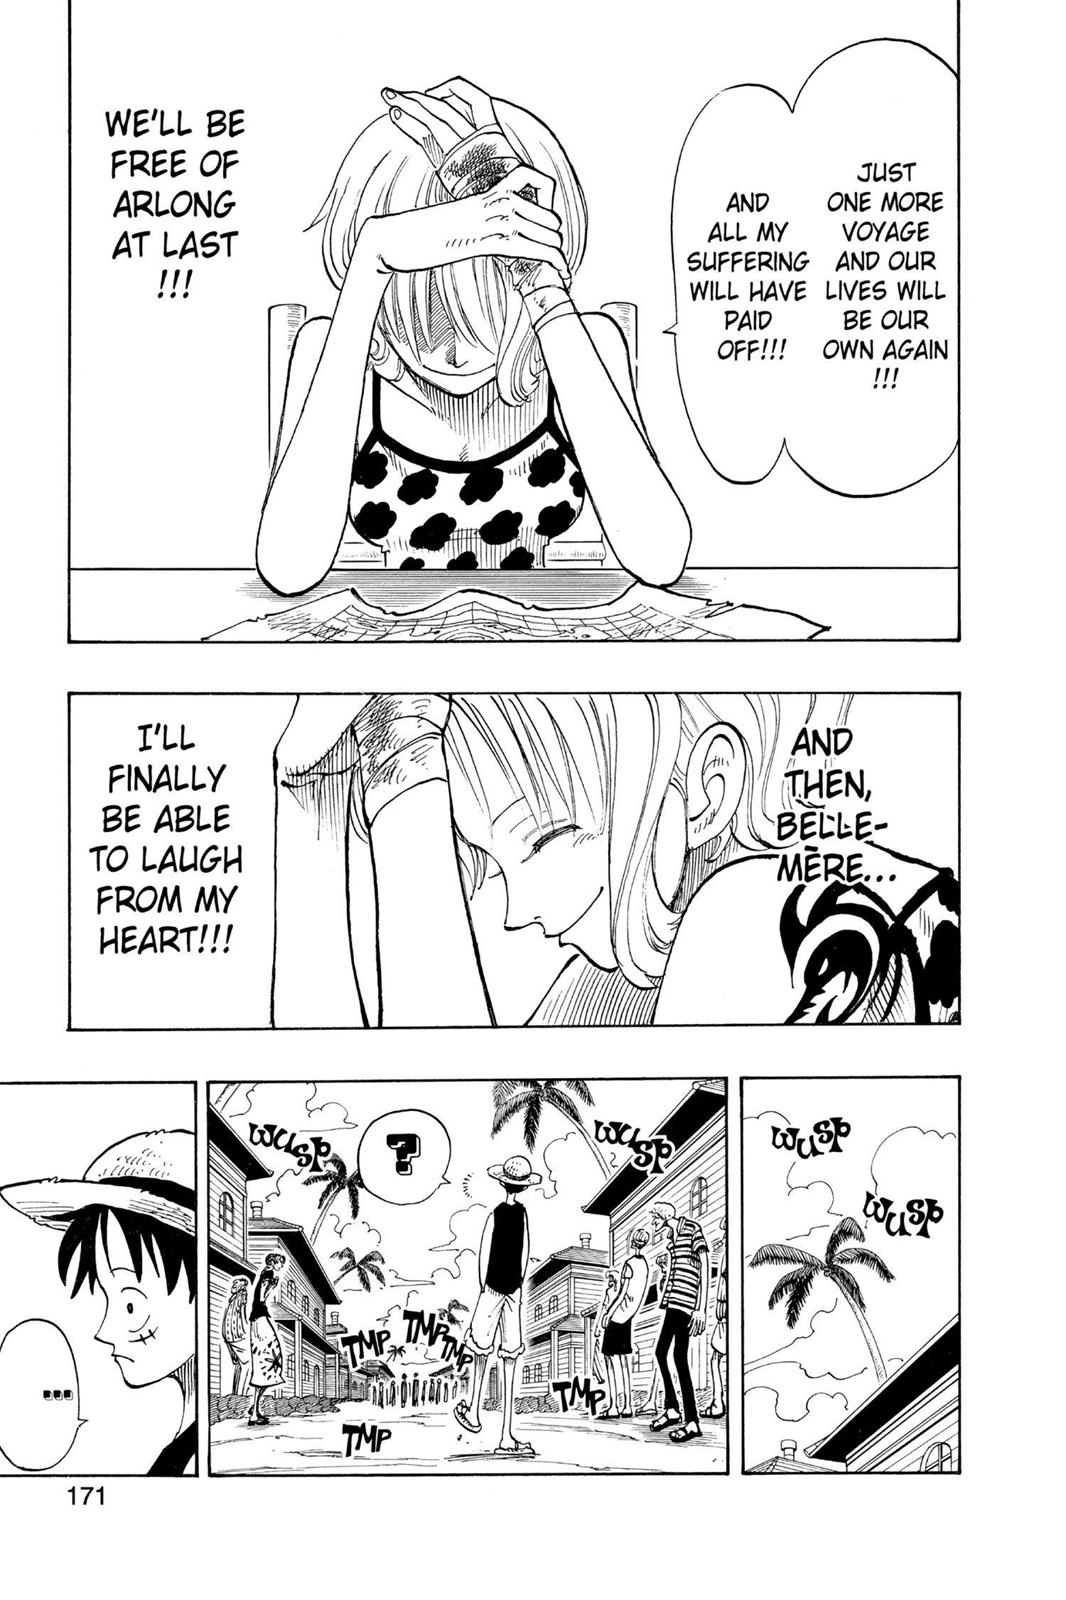 JUST
ONE MORE
VOYAGE
AND OUR
LIVES WILL
BE OUR
OWN AGAIN
!!!
AND
ALL MY
SUFFERING
WILL HAVE
PAID
OFF!!!
WE'LL BE
FREE OF
ARLONG
AT LAST
!!!
AND
THEN,
BELLE-
MÈRE...
I'LL
FINALLY
BE ABLE
TO LAUGH
FROM MY
HEART!!!
WUSP
WUSP
WUSP
?
WUSP
TMP
TMP
TMP
TMP
TMP
...
171